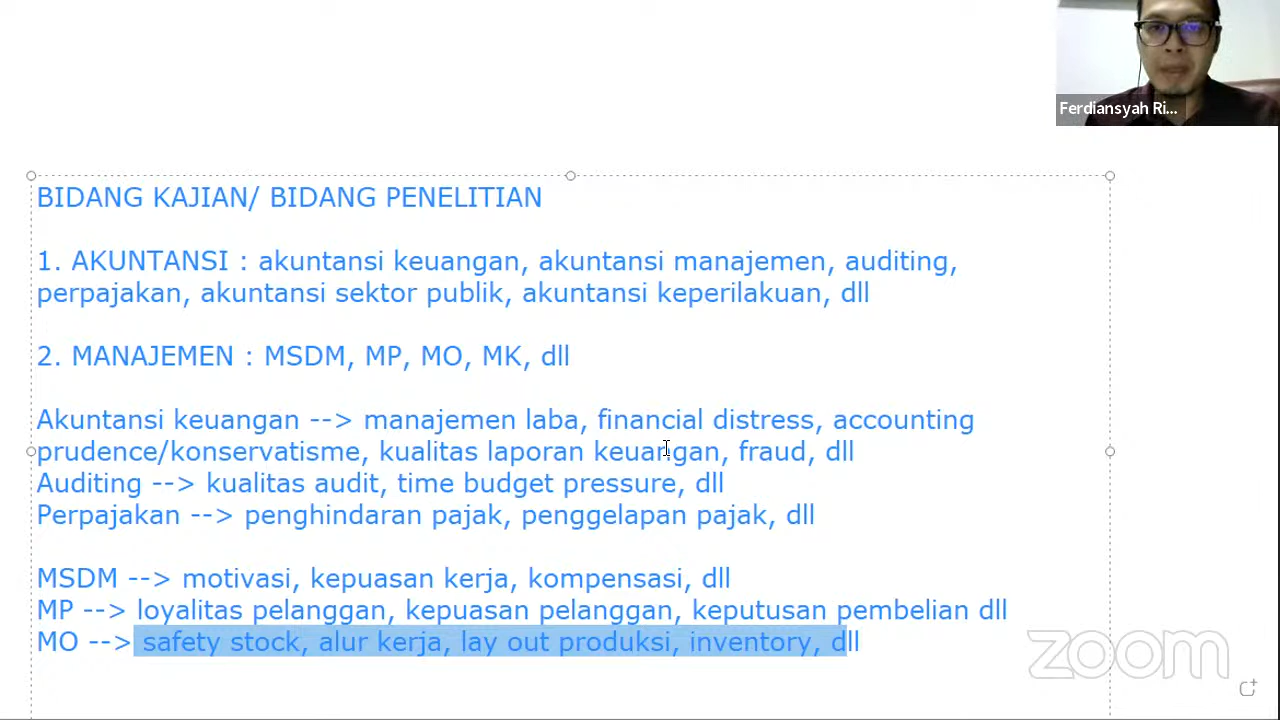 Ferdiansyah Ri...
BIDANG KAJIAN/ BIDANG PENELITIAN
1. AKUNTANSI : akuntansi keuangan, akuntansi manajemen, auditing,
perpajakan, akuntansi sektor publik, akuntansi keperilakuan, dll
2. MANAJEMEN : MSDM, MP, MO, MK, dll
Akuntansi keuangan --> manajemen laba, financial distress, accounting
prudence/konservatisme, kualitas laporan keuangan, fraud, dll
Auditing --> kualitas audit, time budget pressure, dll
Perpajakan --> penghindaran pajak, penggelapan pajak, dll
MSDM --> motivasi, kepuasan kerja, kompensasi, dll
MP --> loyalitas pelanggan, kepuasan pelanggan, keputusan pembelian dll
MO --> safety stock, alur kerja, lay out produksi, inventory, dll
zoom